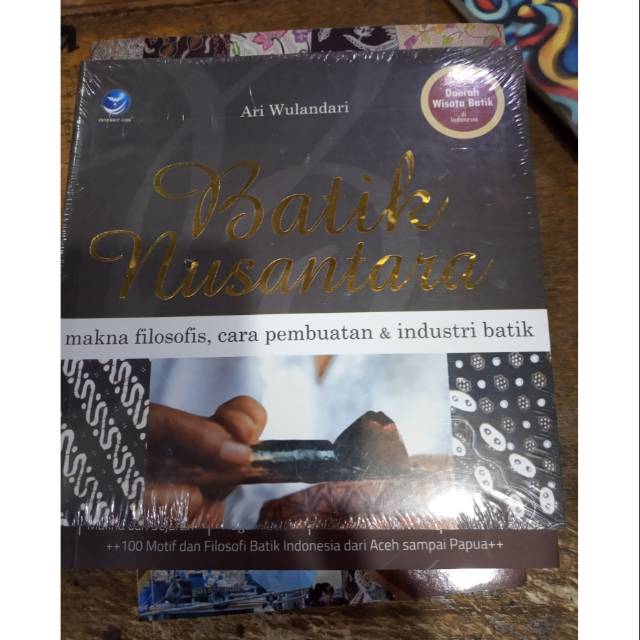 Ari Wulandari
Daerah
Wisata Batik
di
Indonesia
Batik
Nusantara
makna filosofis, cara pembuatan & industri batik
++100 Motif dan Filosofi Batik Indonesia dari Aceh sampai Papua++